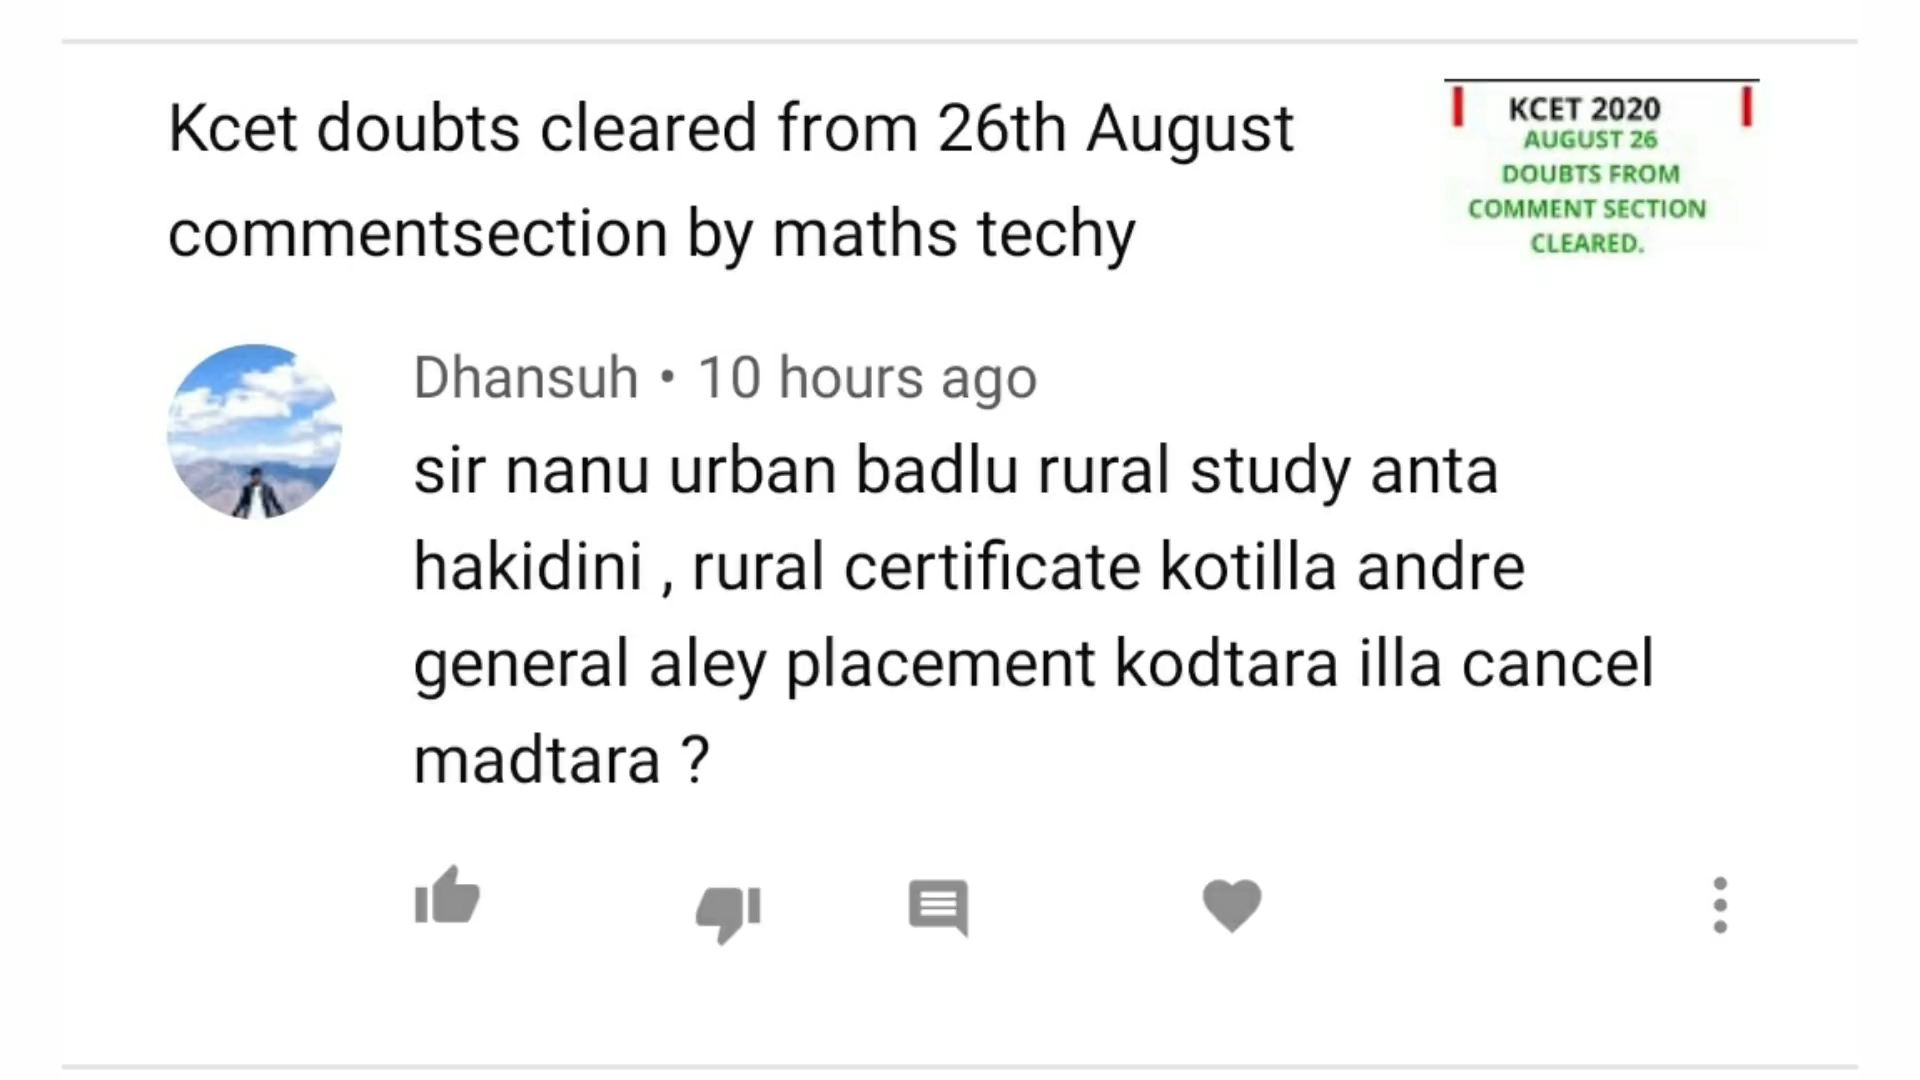 Kcet doubts cleared from 26th August
commentsection by maths techy
KCET 2020
AUGUST 26
DOUBTS FROM
COMMENT SECTION
CLEARED.
Dhansuh • 10 hours ago
sir nanu urban badlu rural study anta
hakidini , rural certificate kotilla andre
general aley placement kodtara illa cancel
madtara ?